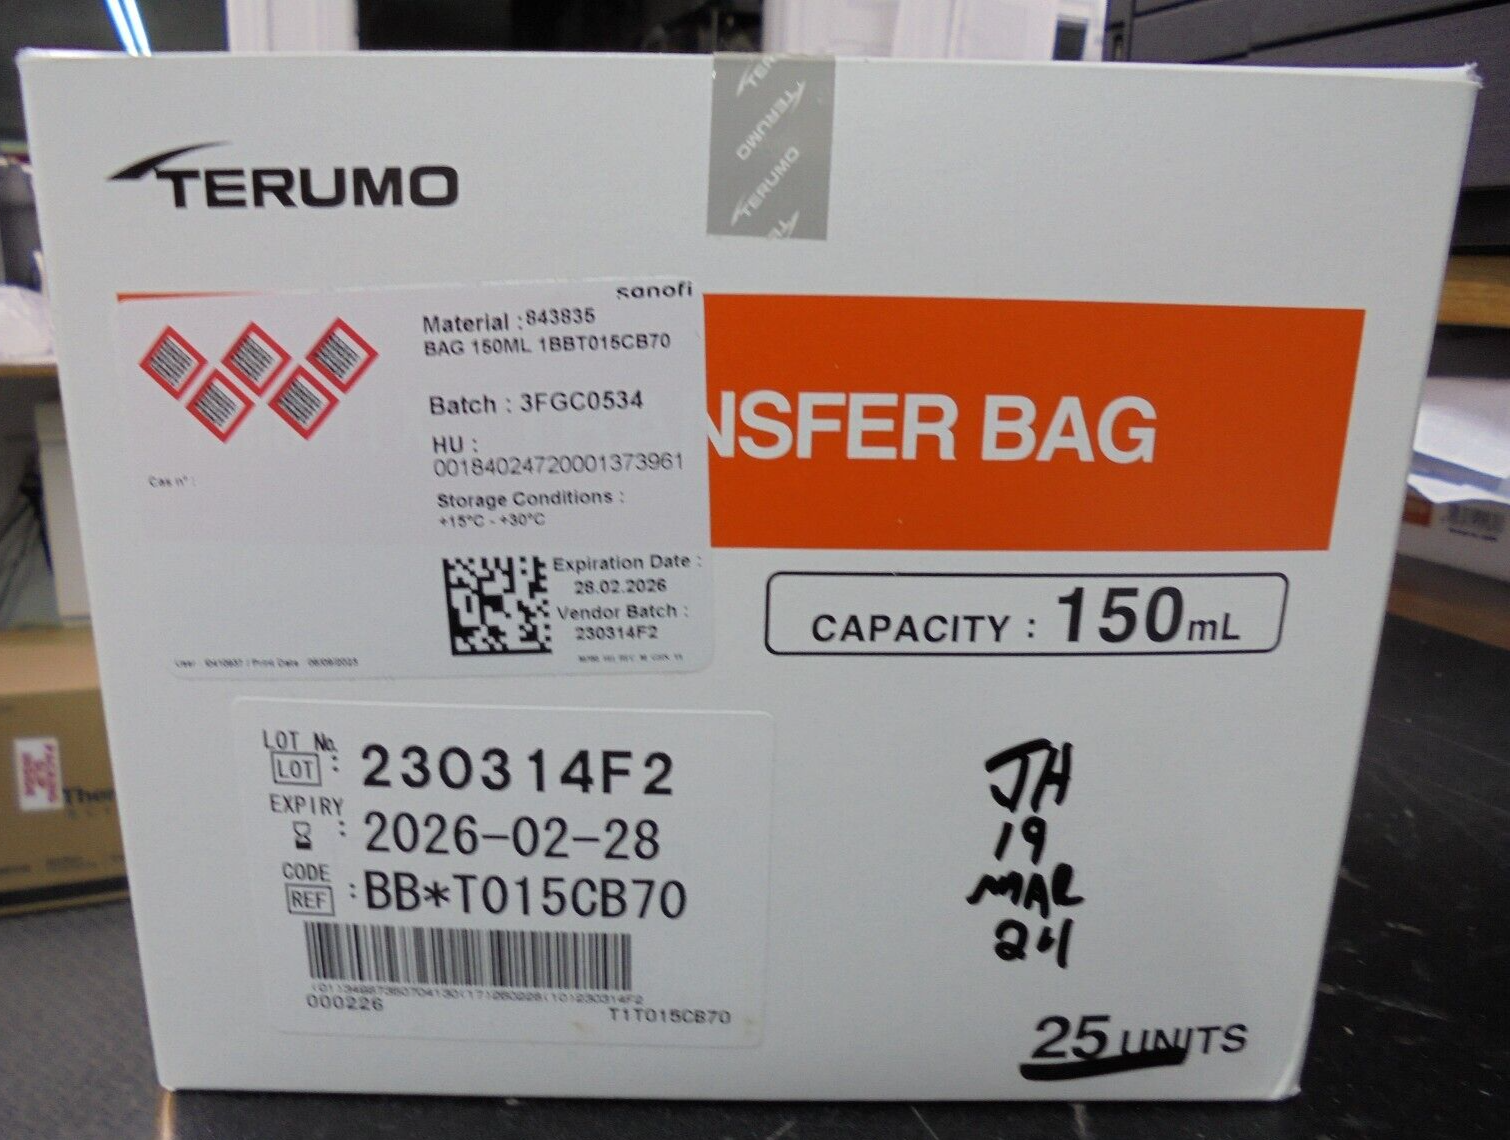 TERUMO
TERUMO
TERUMO
sanofi
Material : 843835
BAG 150ML 1BBT015CB70
Batch : 3FGC0534
HU :
00184024720001373961
Cas n° :
Storage Conditions :
+15°C - +30°C
Expiration Date :
28.02.2026
Vendor Batch :
230314F2
NSFER BAG
CAPACITY : 150mL
LOT No.
LOT : 230314F2
EXPIRY
: 2026-02-28
CODE
REF : BB*T015CB70
000226
T1T015CB70
JH
19
MAR
24
25 UNITS